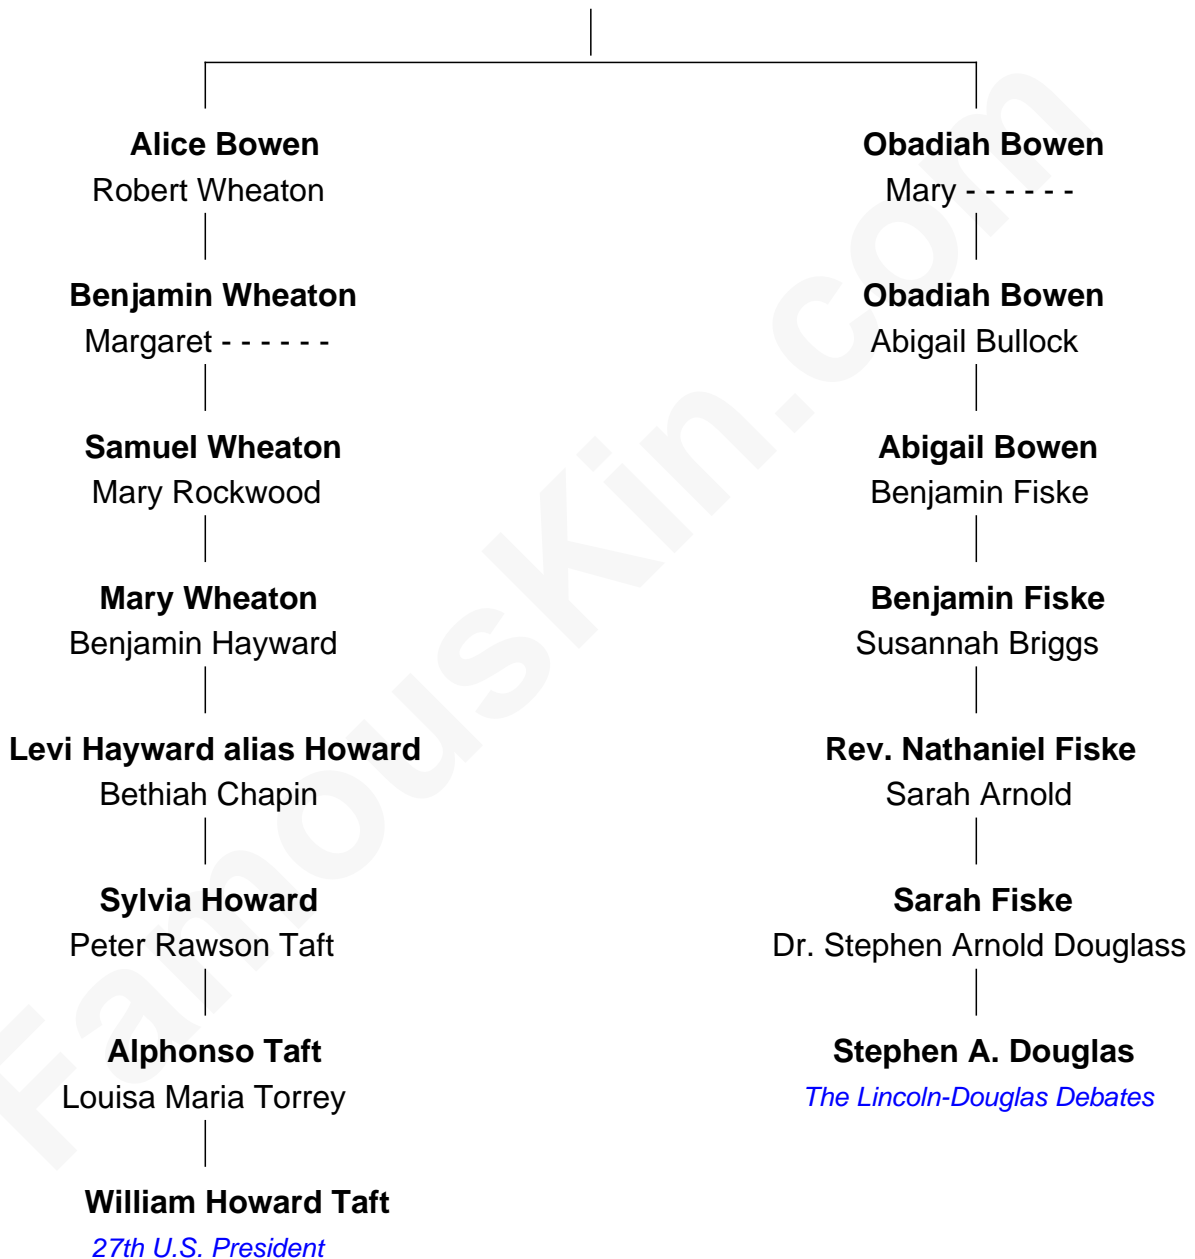 Alice Bowen
Robert Wheaton
Obadiah Bowen
Mary - - - - - -
Benjamin Wheaton
Margaret - - - - - -
Obadiah Bowen
Abigail Bullock
Samuel Wheaton
Mary Rockwood
Abigail Bowen
Benjamin Fiske
Mary Wheaton
Benjamin Hayward
Benjamin Fiske
Susannah Briggs
Levi Hayward alias Howard
Bethiah Chapin
Rev. Nathaniel Fiske
Sarah Arnold
Sylvia Howard
Peter Rawson Taft
Sarah Fiske
Dr. Stephen Arnold Douglass
Alphonso Taft
Louisa Maria Torrey
Stephen A. Douglas
The Lincoln-Douglas Debates
William Howard Taft
27th U.S. President
FamousKin.com